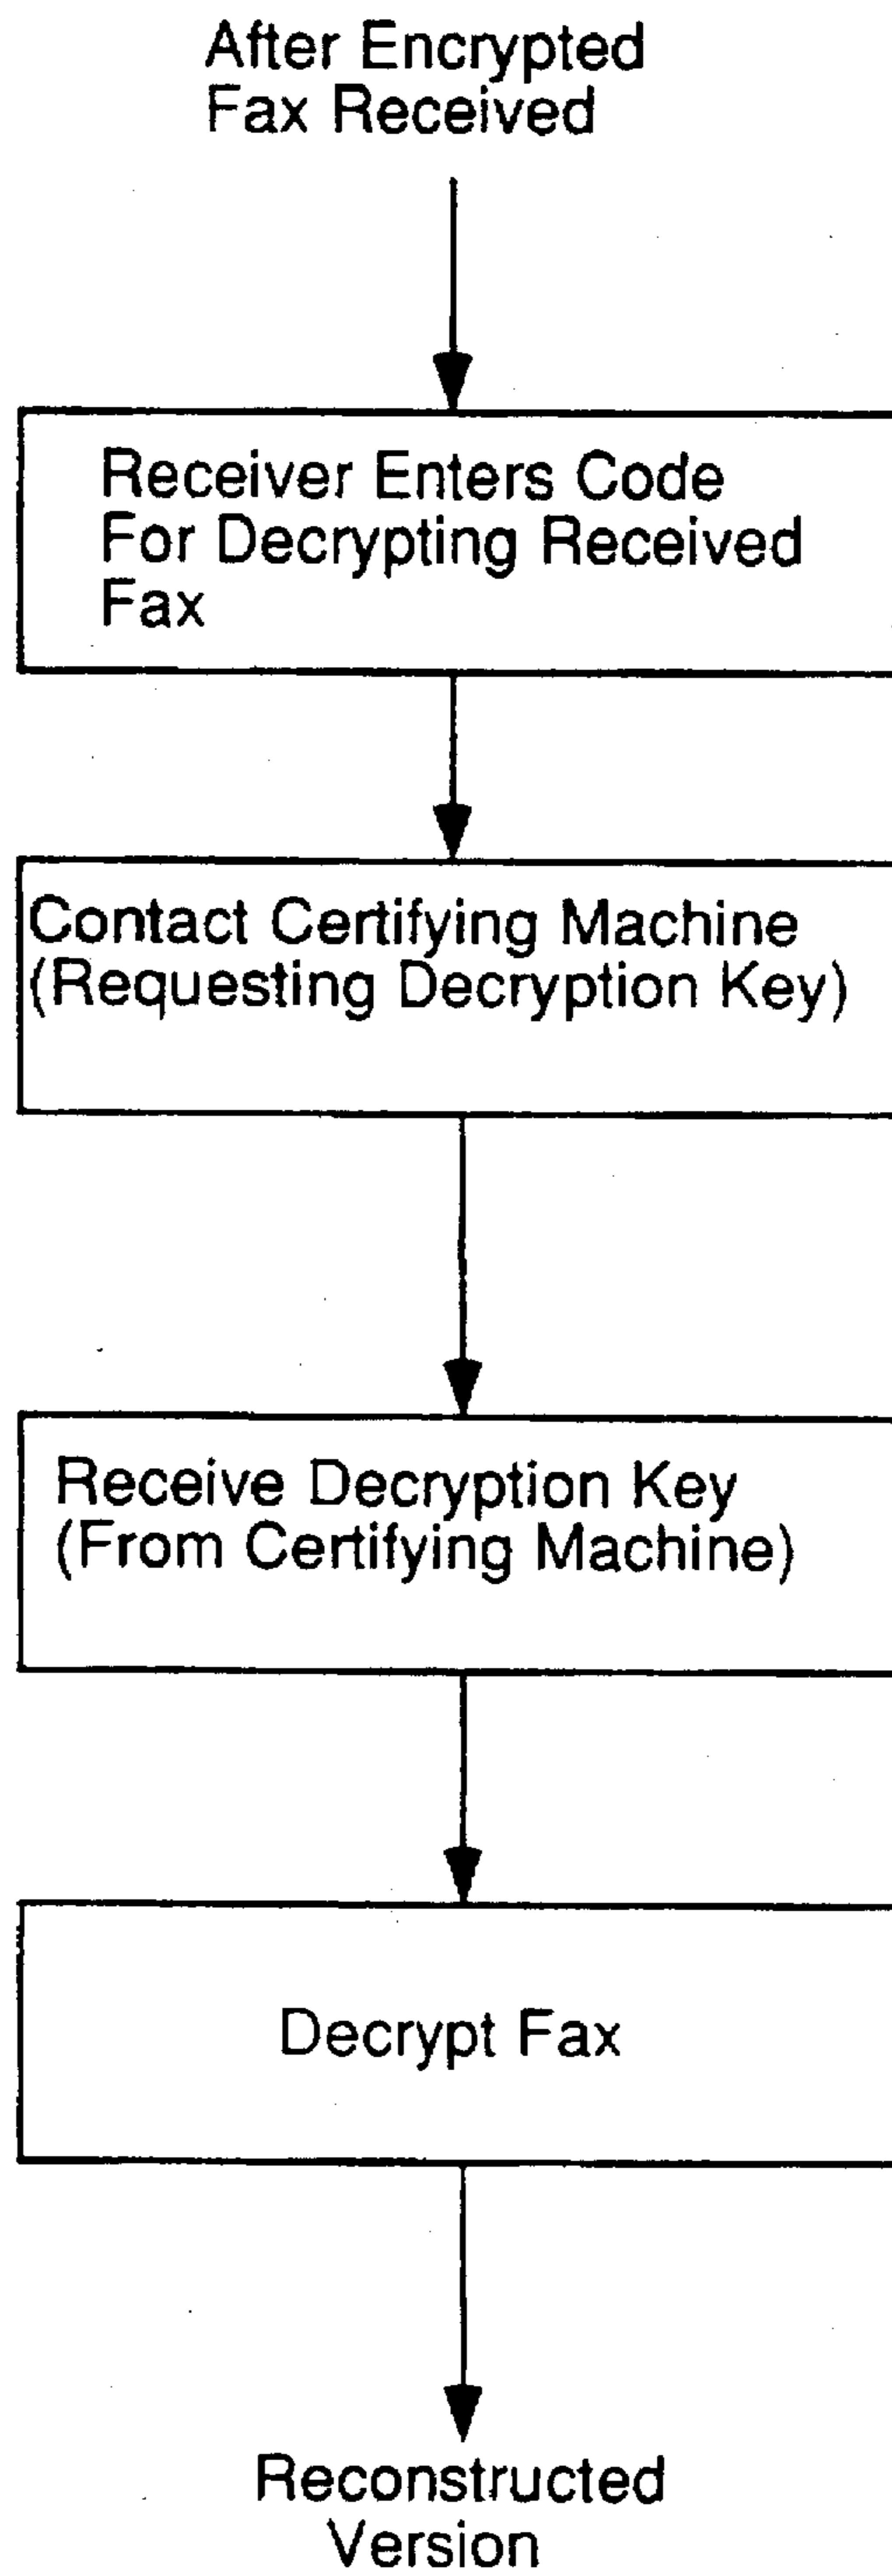 After Encrypted
Fax Received
Receiver Enters Code
For Decrypting Received
Fax
Contact Certifying Machine
(Requesting Decryption Key)
Receive Decryption Key
(From Certifying Machine)
Decrypt Fax
Reconstructed
Version